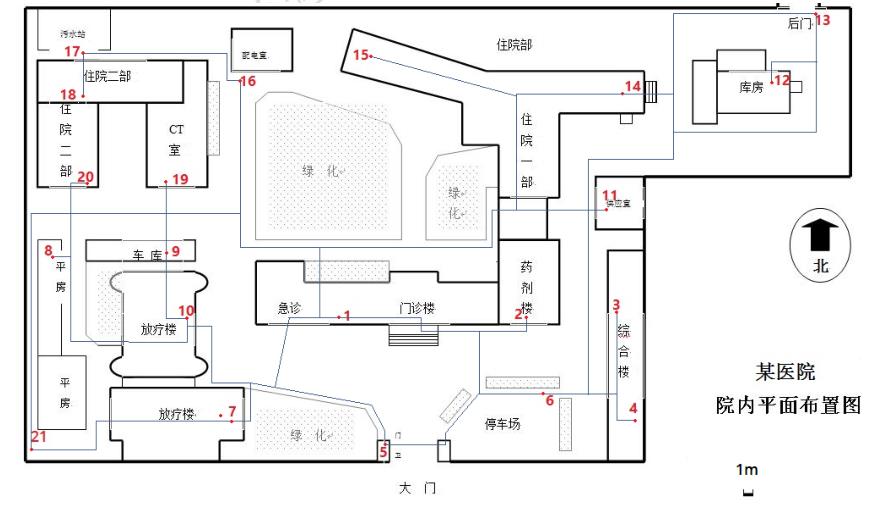 后门
13
污水站
17
配电室
16
15
住院部
14
库房
12
住院二部
18
住
院
二
部
CT
室
20
19
绿 化
绿
化
住
院
一
部
11
供应室
北
8
平
房
车 库
9
10
放疗楼
急诊
1
门诊楼
药
剂
楼
2
3
综
合
楼
4
某医院
院内平面布置图
平
房
放疗楼
7
6
停车场
绿 化
5
门
卫
21
大 门
1m